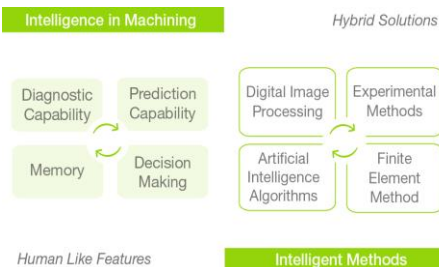 Intelligence in Machining
Hybrid Solutions
Diagnostic
Capability
Prediction
Capability
Memory
Decision
Making
Digital Image
Processing
Experimental
Methods
Artificial
Intelligence
Algorithms
Finite
Element
Method
Human Like Features
Intelligent Methods